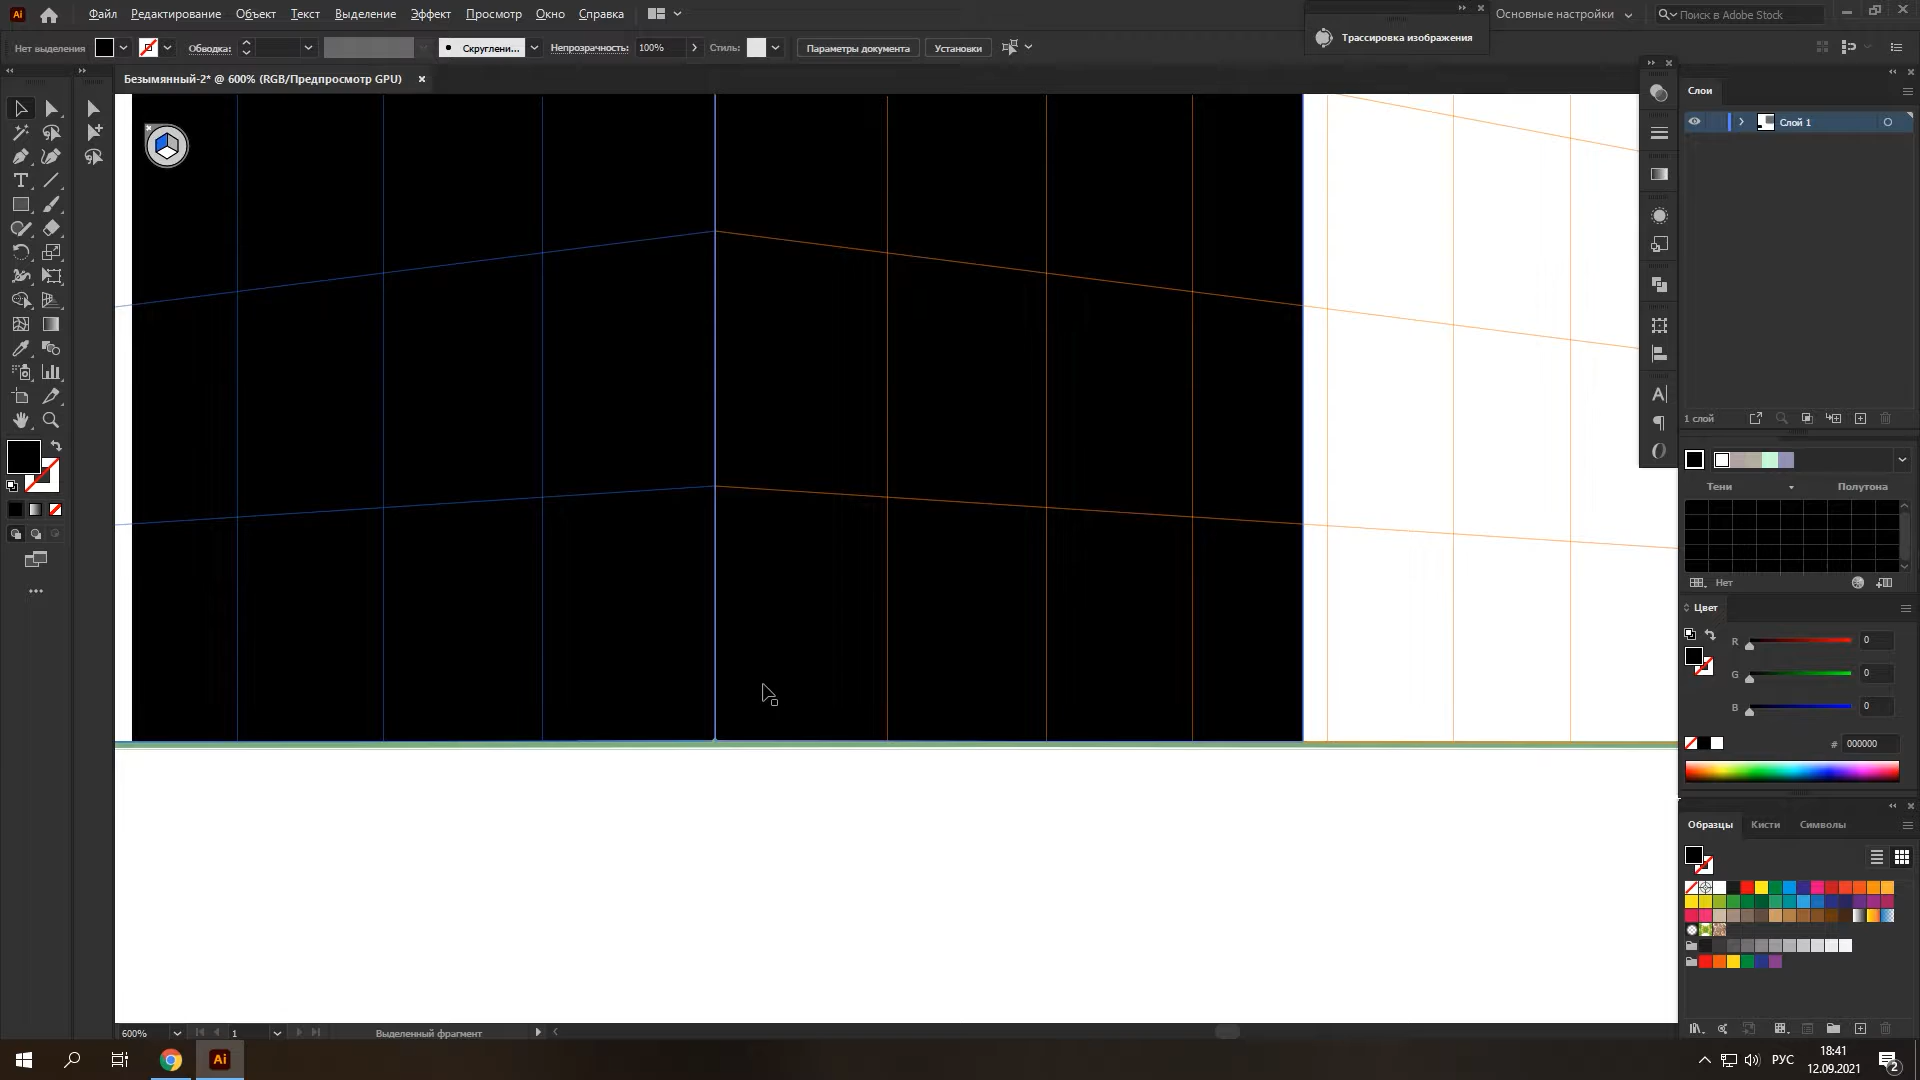 Ai Файл Редактирование Объект Текст Выделение Эффект Просмотр Окно Справка
Основные настройки
Поиск в Adobe Stock
Трассировка изображения
Нет выделения
Обводка:
Скруглени...
Непрозрачность:
100%
Стиль:
Параметры документа
Установки
Безымянный-2* @ 600% (RGB/Предпросмотр GPU)
Слои
Слой 1
1 слой
Тени
Полутона
Нет
Цвет
R
0
G
0
B
0
#
000000
Образцы
Кисти
Символы
600%
1
Выделенный фрагмент
Ai
РУС
18:41
12.09.2021
2